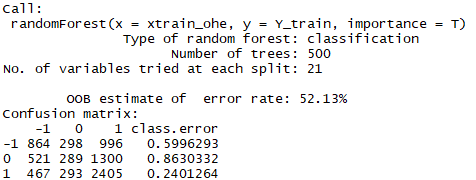 Call:
 randomForest(x = xtrain_ohe, y = Y_train, importance = T)
               Type of random forest: classification
                     Number of trees: 500
No. of variables tried at each split: 21

        OOB estimate of  error rate: 52.13%
Confusion matrix:
    -1   0    1 class.error
-1 864 298  996   0.5996293
0  521 289 1300   0.8630332
1  467 293 2405   0.2401264